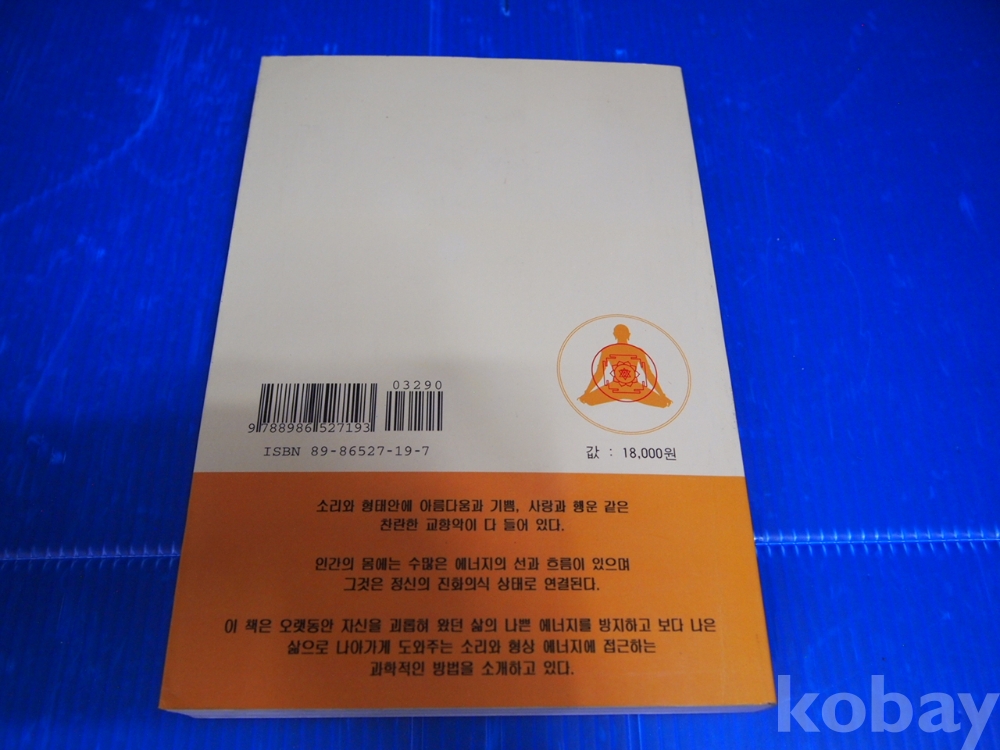 03290
9788986527193
ISBN 89-86527-19-7
값 : 18,000원
소리와 형태안에 아름다움과 기쁨, 사랑과 행운 같은
찬란한 교향악이 다 들어 있다.
인간의 몸에는 수많은 에너지의 선과 흐름이 있으며
그것은 정신의 진화의식 상태로 연결된다.
이 책은 오랫동안 자신을 괴롭혀 왔던 삶의 나쁜 에너지를 방지하고 보다 나은
삶으로 나아가게 도와주는 소리와 형상 에너지에 접근하는
과학적인 방법을 소개하고 있다.
kobay